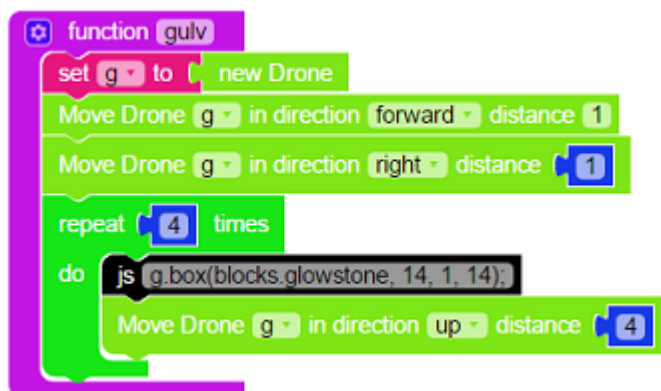 function gulv
set g to new Drone
Move Drone g in direction forward distance 1
Move Drone g in direction right distance 1
repeat 4 times
do js g.box(blocks.glowstone, 14, 1, 14);
Move Drone g in direction up distance 4